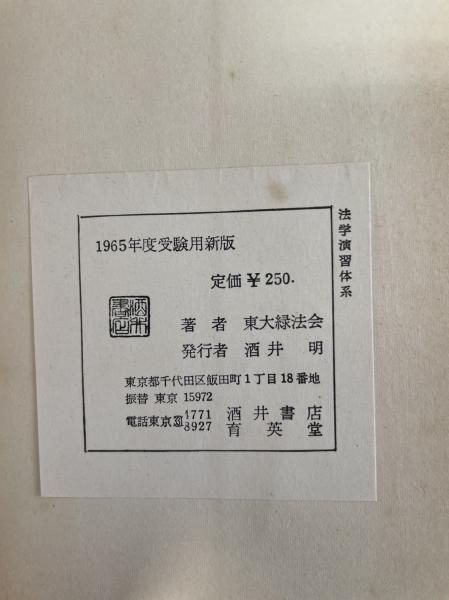 法学演習体系
1965年度受験用新版
定価 ¥ 250.
著者 東大緑法会
発行者 酒井 明
東京都千代田区飯田町1丁目18番地
振替 東京 15972
電話東京 4771 酒井書店
8927 育英堂